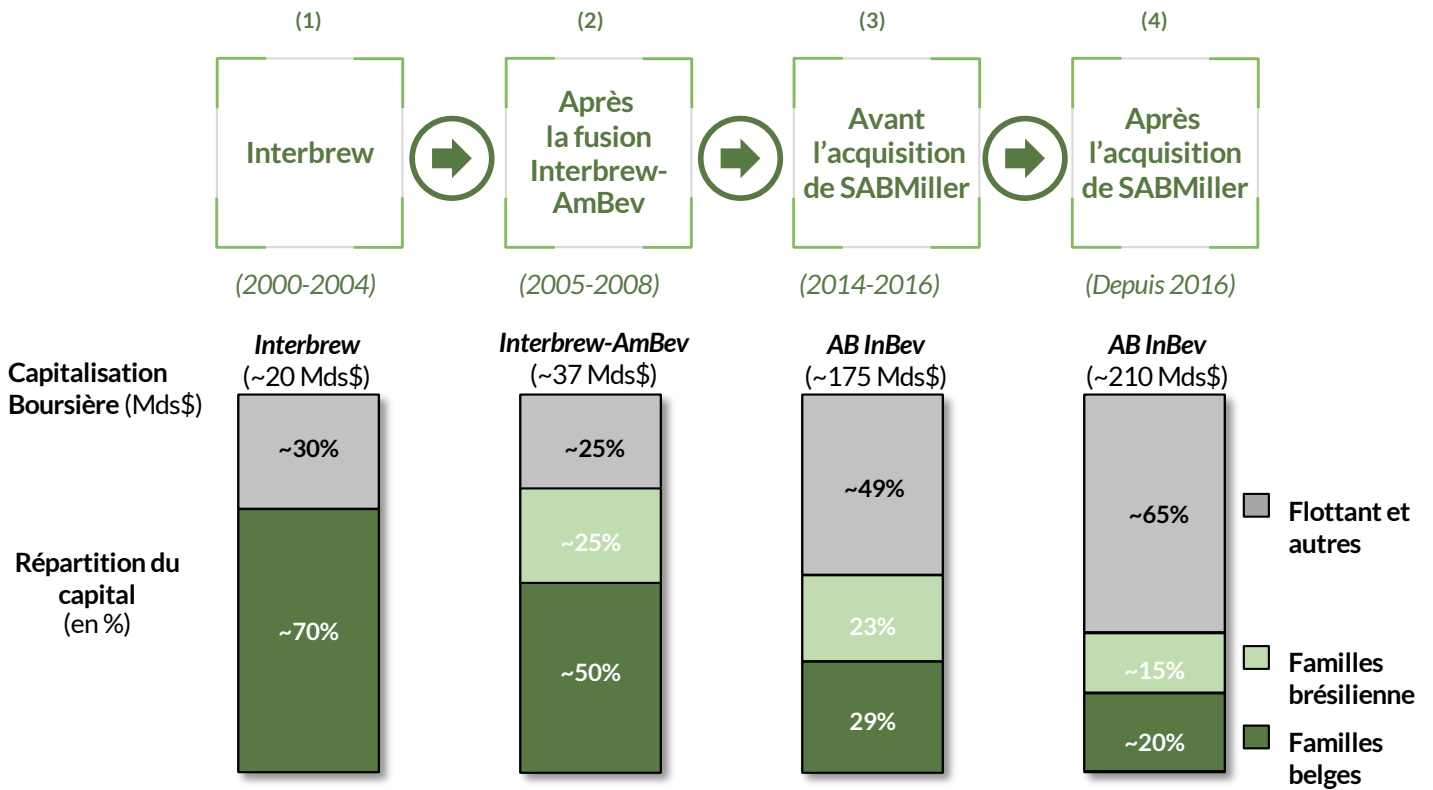 (1)
(2)
(3)
(4)
Interbrew
Après
la fusion
Interbrew-
AmBev
Avant
l’acquisition
de SABMiller
Après
l’acquisition
de SABMiller
(2000-2004)
(2005-2008)
(2014-2016)
(Depuis 2016)
Capitalisation
Boursière (Mds$)
Interbrew
(~20 Mds$)
Interbrew-AmBev
(~37 Mds$)
AB InBev
(~175 Mds$)
AB InBev
(~210 Mds$)
Répartition du
capital
(en %)
~30%
~70%
~25%
~25%
~50%
~49%
23%
29%
~65%
~15%
~20%
Flottant et
autres
Familles
brésilienne
Familles
belges